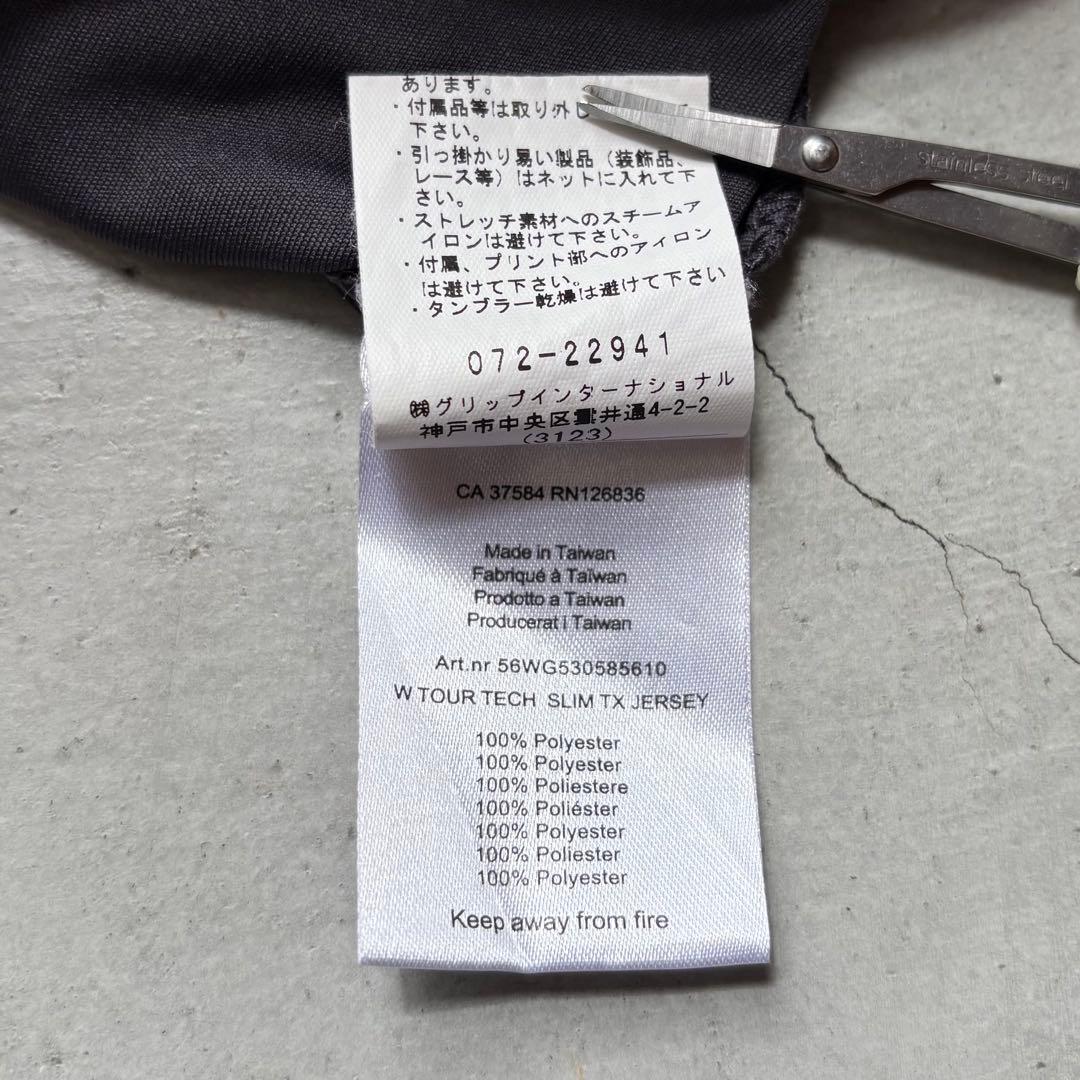 あります。
・付属品等は取り外し
下さい。
・引っ掛かり易い製品（装飾品、
レース等）はネットに入れて下
さい。
・ストレッチ素材へのスチームア
イロンは避けて下さい。
・付属、プリント部へのアイロン
は避けて下さい。
・タンブラー乾燥は避けて下さい
072-22941
㈱グリップインターナショナル
神戸市中央区雲井通4-2-2
(3123)
CA 37584 RN126836
Made in Taiwan
Fabriqué à Taïwan
Prodotto a Taiwan
Producerat i Taiwan
Art.nr 56WG530585610
W TOUR TECH SLIM TX JERSEY
100% Polyester
100% Polyester
100% Poliestere
100% Poliéster
100% Polyester
100% Poliester
100% Polyester
Keep away from fire
Stainless Steel